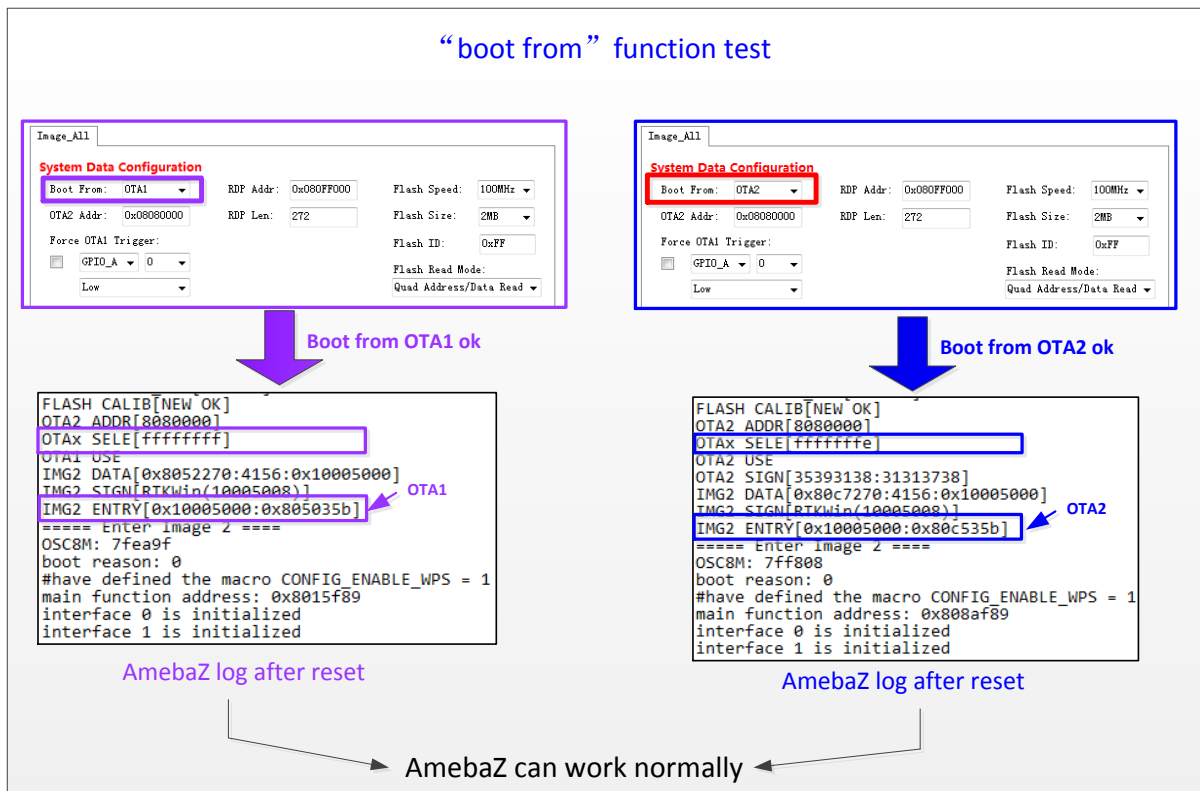 “boot from” function test
Image_All
System Data Configuration
Boot From: OTA1 RDP Addr: 0x080FF000 Flash Speed: 100MHz
OTA2 Addr: 0x08080000 RDP Len: 272 Flash Size: 2MB
Force OTA1 Trigger: Flash ID: 0xFF
GPIO_A 0 Flash Read Mode:
Low Quad Address/Data Read
Boot from OTA1 ok
FLASH CALIB[NEW OK]
OTA2 ADDR[8080000]
OTAx SELE[ffffffff]
OTA1 USE
IMG2 DATA[0x8052270:4156:0x10005000]
IMG2 SIGN[RTKWin(10005008)]
IMG2 ENTRY[0x10005000:0x805035b]
OTA1
===== Enter Image 2 ====
OSC8M: 7fea9f
boot reason: 0
#have defined the macro CONFIG_ENABLE_WPS = 1
main function address: 0x8015f89
interface 0 is initialized
interface 1 is initialized
AmebaZ log after reset
Image_All
System Data Configuration
Boot From: OTA2 RDP Addr: 0x080FF000 Flash Speed: 100MHz
OTA2 Addr: 0x08080000 RDP Len: 272 Flash Size: 2MB
Force OTA1 Trigger: Flash ID: 0xFF
GPIO_A 0 Flash Read Mode:
Low Quad Address/Data Read
Boot from OTA2 ok
FLASH CALIB[NEW OK]
OTA2 ADDR[8080000]
OTAx SELE[fffffffe]
OTA2 USE
OTA2 SIGN[35393138:31313738]
IMG2 DATA[0x80c7270:4156:0x10005000]
IMG2 SIGN[RTKWin(10005008)]
IMG2 ENTRY[0x10005000:0x80c535b]
OTA2
===== Enter Image 2 ====
OSC8M: 7ff808
boot reason: 0
#have defined the macro CONFIG_ENABLE_WPS = 1
main function address: 0x808af89
interface 0 is initialized
interface 1 is initialized
AmebaZ log after reset
AmebaZ can work normally